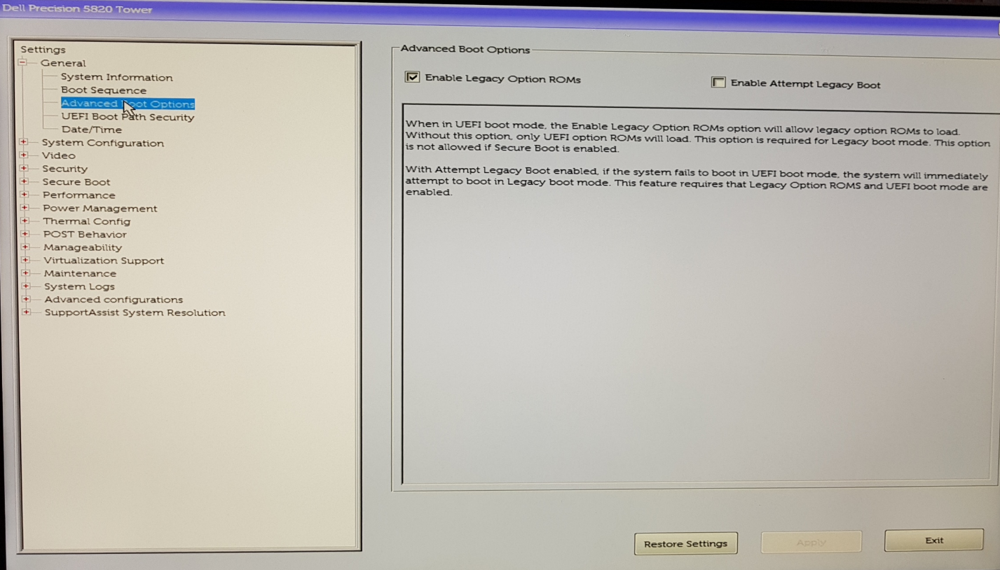 Dell Precision 5820 Tower
Settings
General
System Information
Boot Sequence
Advanced Boot Options
UEFI Boot Path Security
Date/Time
System Configuration
Video
Security
Secure Boot
Performance
Power Management
Thermal Config
POST Behavior
Manageability
Virtualization Support
Maintenance
System Logs
Advanced configurations
SupportAssist System Resolution
Advanced Boot Options
Enable Legacy Option ROMs
Enable Attempt Legacy Boot
When in UEFI boot mode, the Enable Legacy Option ROMs option will allow legacy option ROMs to load.
Without this option, only UEFI option ROMs will load. This option is required for Legacy boot mode. This option
is not allowed if Secure Boot is enabled.
With Attempt Legacy Boot enabled, if the system fails to boot in UEFI boot mode, the system will immediately
attempt to boot in Legacy boot mode. This feature requires that Legacy Option ROMS and UEFI boot mode are
enabled.
Restore Settings
Apply
Exit